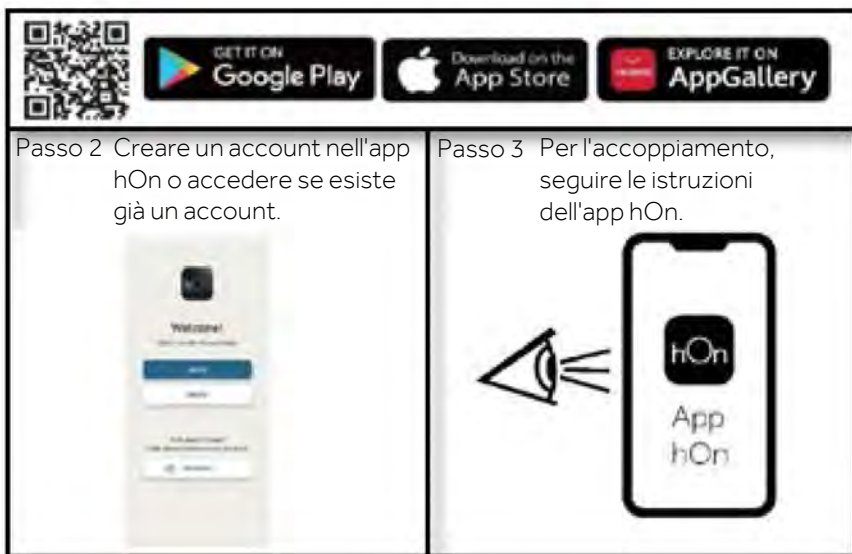 GET IT ON
Google Play
Download on the
App Store
EXPLORE IT ON
AppGallery
Passo 2 Creare un account nell'app
hOn o accedere se esiste
già un account.
Welcome!
Passo 3 Per l'accoppiamento,
seguire le istruzioni
dell'app hOn.
hOn
App
hOn